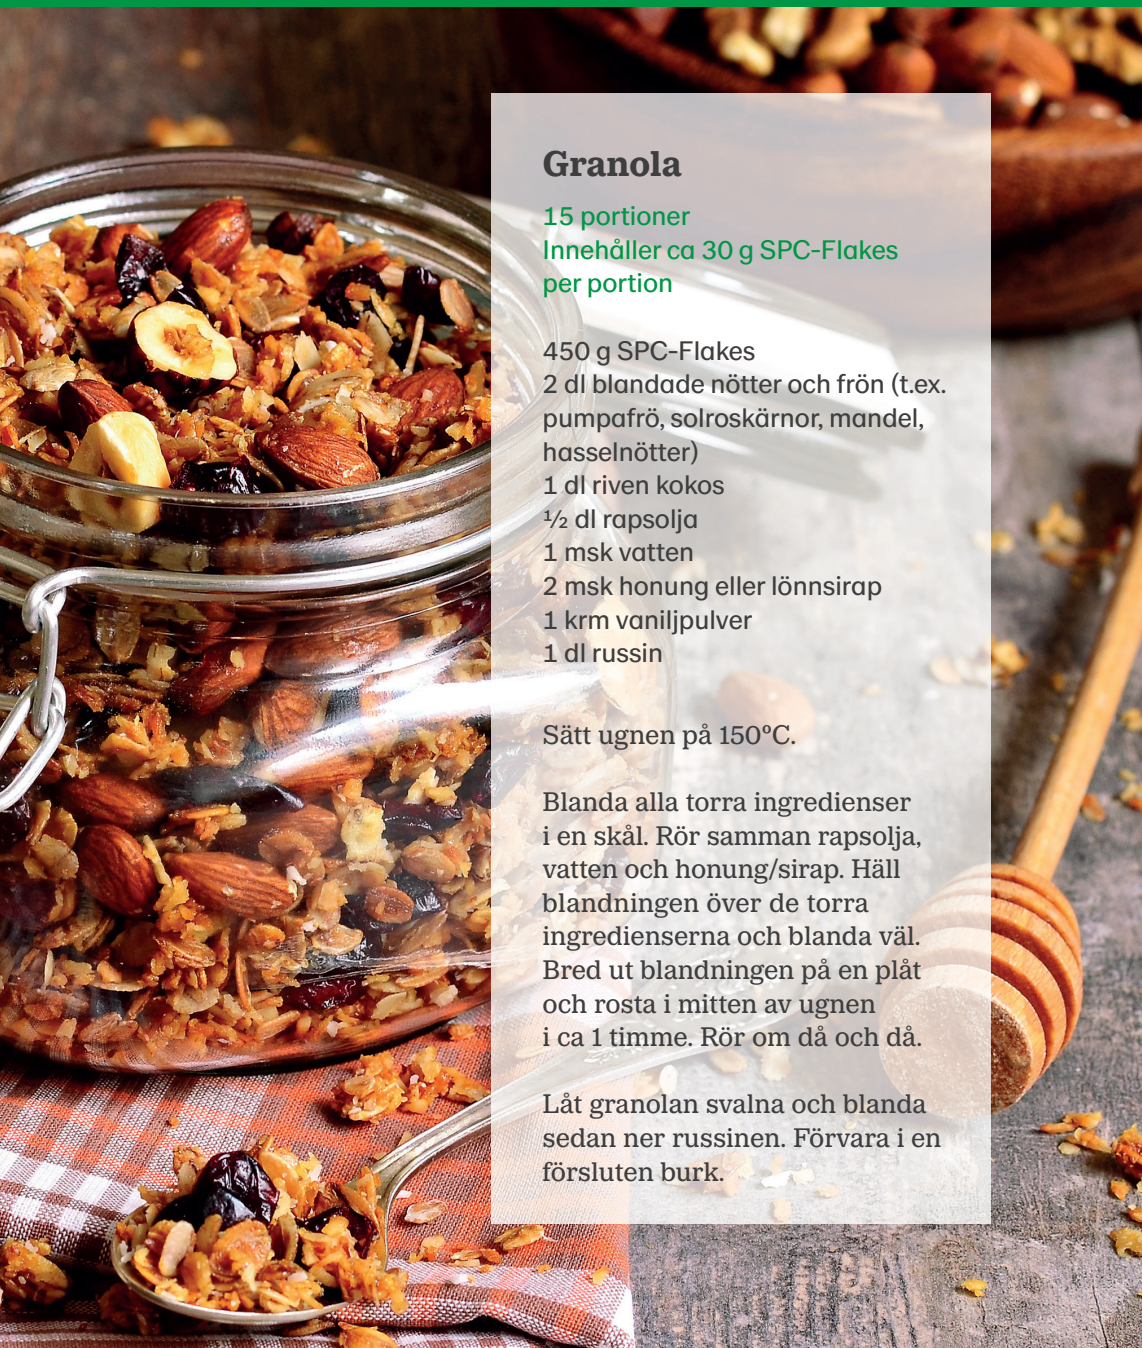 Granola
15 portioner
Innehåller ca 30 g SPC-Flakes
per portion
450 g SPC-Flakes
2 dl blandade nötter och frön (t.ex.
pumpafrö, solroskärnor, mandel,
hasselnötter)
1 dl riven kokos
½ dl rapsolja
1 msk vatten
2 msk honung eller lönnsirap
1 krm vaniljpulver
1 dl russin
Sätt ugnen på 150ºC.
Blanda alla torra ingredienser
i en skål. Rör samman rapsolja,
vatten och honung/sirap. Häll
blandningen över de torra
ingredienserna och blanda väl.
Bred ut blandningen på en plåt
och rosta i mitten av ugnen
i ca 1 timme. Rör om då och då.
Låt granolan svalna och blanda
sedan ner russinen. Förvara i en
försluten burk.